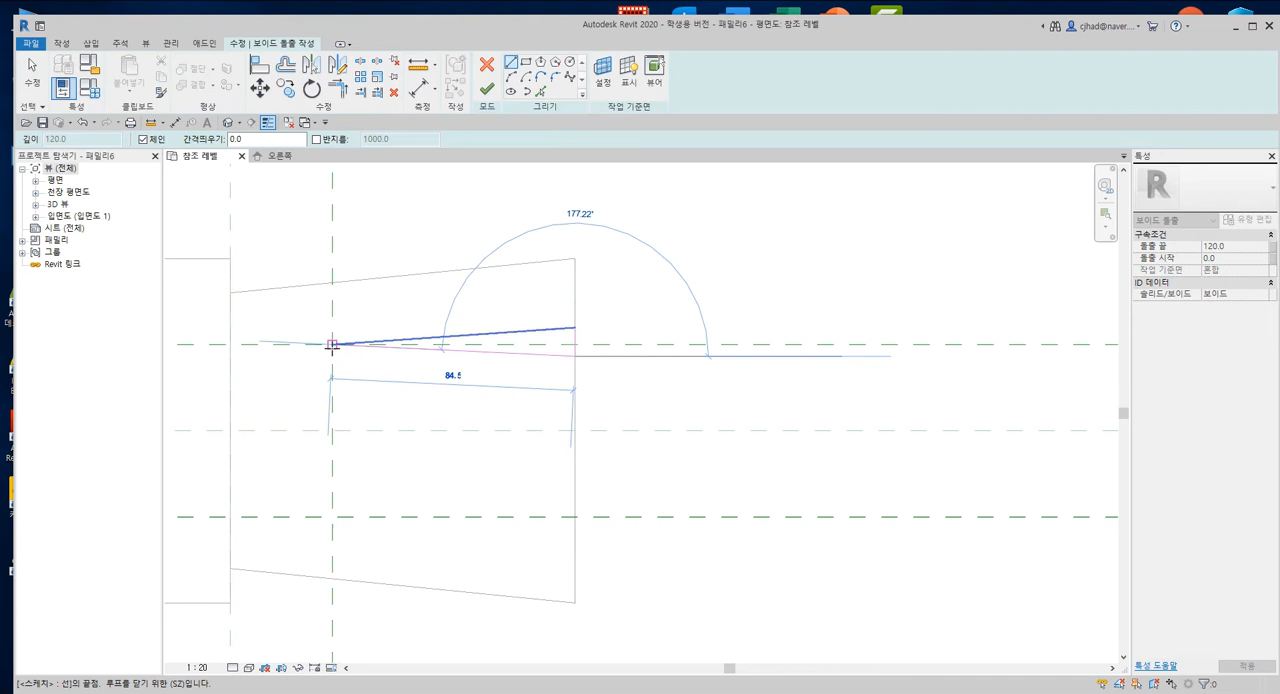 Autodesk Revit 2020 - 학생용 버전 - 패밀리6 - 평면도: 참조 레벨
cjhad@naver....
파일 작성 삽입 주석 뷰 관리 애드인 수정 | 보이드 돌출 작성
수정 붙여넣기 절단 결합 설정 표시 뷰어
선택 특성 클립보드 형상 수정 측정 작성 모드 그리기 작업 기준면
길이 120.0 체인 간격띄우기: 0.0 반지름: 1000.0
프로젝트 탐색기 - 패밀리6
참조 레벨
오른쪽
특성
뷰 (전체)
평면
천장 평면도
3D 뷰
입면도 (입면도 1)
시트 (전체)
패밀리
그룹
Revit 링크
177.22°
84.5
보이드 돌출
유형 편집
구속조건
돌출 끝 120.0
돌출 시작 0.0
작업 기준면 혼합
ID 데이터
솔리드/보이드 보이드
1 : 20
특성 도움말
적용
[<스케치> : 선]의 끝점. 루프를 닫기 위한 (SZ)입니다.
:0